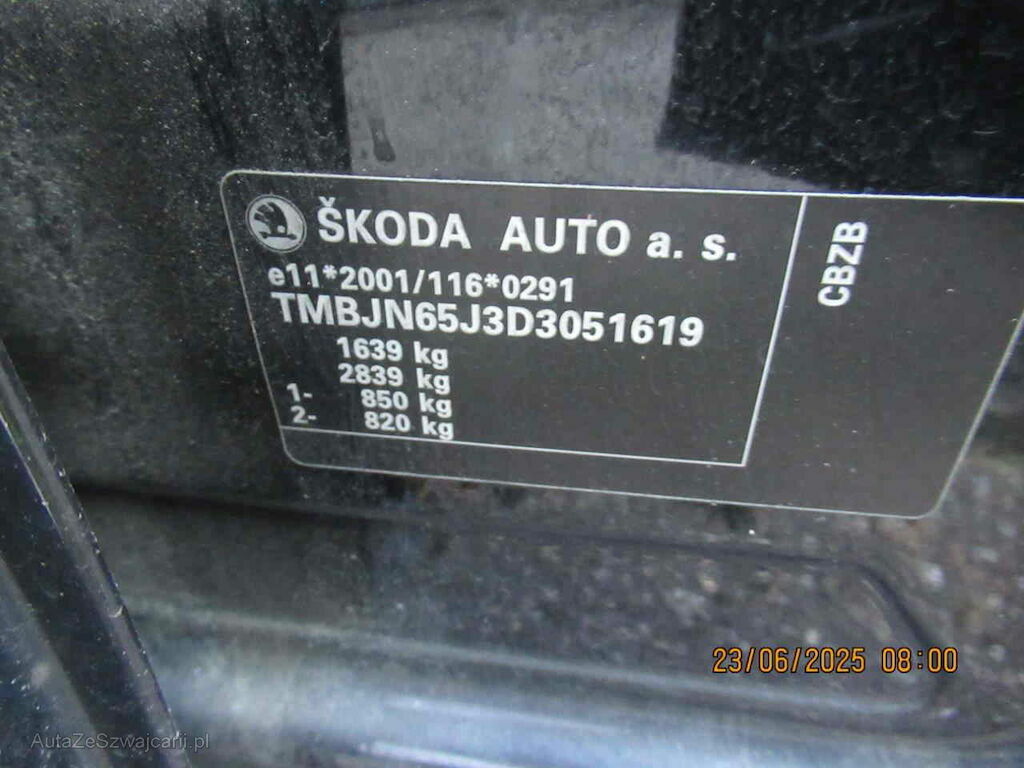 ŠKODA AUTO a. s.
e11*2001/116*0291
TMBJN65J3D3051619
1639 kg
2839 kg
1- 850 kg
2- 820 kg
CBZB
23/06/2025 08:00
AutaZeSzwajcarii.pl